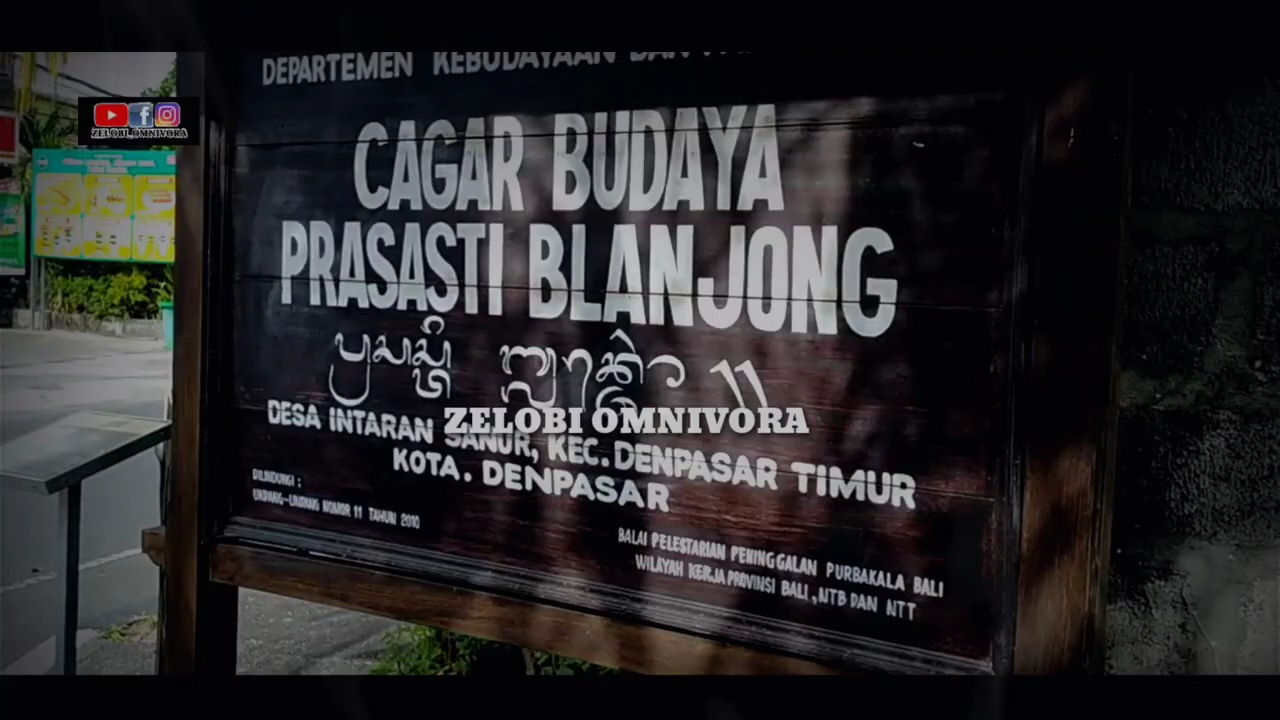 DEPARTEMEN KEBUDAYAAN DAN
ZELOBI OMNIVORA
CAGAR BUDAYA
PRASASTI BLANJONG
DESA INTARAN SANUR, KEC. DENPASAR TIMUR
ZELOBI OMNIVORA
KOTA. DENPASAR
DILINDUNGI :
UNDANG-UNDANG NOMOR 11 TAHUN 2010
BALAI PELESTARIAN PENINGGALAN PURBAKALA BALI
WILAYAH KERJA PROVINSI BALI, NTB DAN NTT